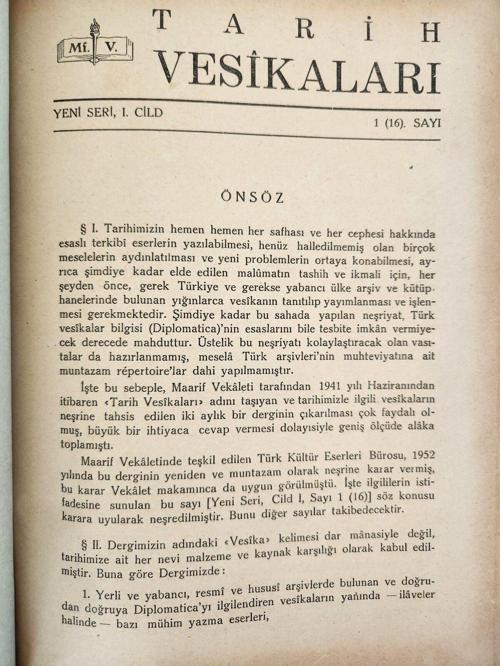 Mf. V.
TARİH
VESÎKALARI
YENİ SERİ, I. CİLD
1 (16). SAYI
ÖNSÖZ
§ I. Tarihimizin hemen hemen her safhası ve her cephesi hakkında
esaslı terkibî eserlerin yazılabilmesi, henüz halledilmemiş olan birçok
meselelerin aydınlatılması ve yeni problemlerin ortaya konabilmesi, ay-
rıca şimdiye kadar elde edilen malûmatın tashih ve ikmali için, her
şeyden önce, gerek Türkiye ve gerekse yabancı ülke arşiv ve kütüp-
hanelerinde bulunan yığınlarca vesîkanın tanıtılıp yayımlanması ve işlen-
mesi gerekmektedir. Şimdiye kadar bu sahada yapılan neşriyat, Türk
vesîkalar bilgisi (Diplomatica)'nin esaslarını bile tesbite imkân vermiye-
cek derecede mahduttur. Üstelik bu neşriyatı kolaylaştıracak olan vası-
talar da hazırlanmamış, meselâ Türk arşivleri'nin muhteviyatına ait
muntazam répertoire'lar dahi yapılmamıştır.
İşte bu sebeple, Maarif Vekâleti tarafından 1941 yılı Haziranından
itibaren ‹Tarih Vesîkaları› adını taşıyan ve tarihimizle ilgili vesîkaların
neşrine tahsis edilen iki aylık bir derginin çıkarılması çok faydalı ol-
muş, büyük bir ihtiyaca cevap vermesi dolayısiyle geniş ölçüde alâka
toplamıştı.
Maarif Vekâletinde teşkil edilen Türk Kültür Eserleri Bürosu, 1952
yılında bu derginin yeniden ve muntazam olarak neşrine karar vermiş,
bu karar Vekâlet makamınca da uygun görülmüştü. İşte ilgililerin isti-
fadesine sunulan bu sayı [Yeni Seri, Cild I, Sayı 1 (16)] söz konusu
karara uyularak neşredilmiştir. Bunu diğer sayılar takibedecektir.
§ II. Dergimizin adındaki ‹Vesîka› kelimesi dar mânasiyle değil,
tarihimize ait her nevi malzeme ve kaynak karşılığı olarak kabul edil-
miştir. Buna göre Dergimizde :
1. Yerli ve yabancı, resmî ve hususî arşivlerde bulunan ve doğru-
dan doğruya Diplomatica'yı ilgilendiren vesîkaların yanında — ilâveler
halinde — bazı mühim yazma eserleri,